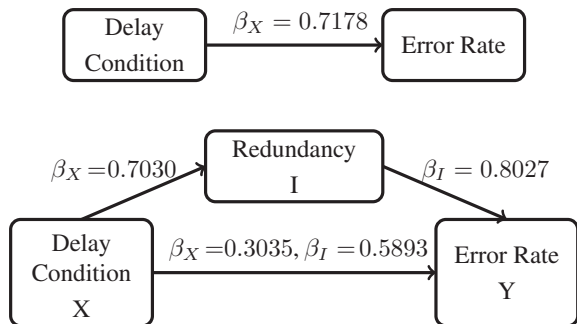 Delay
Condition
β_X = 0.7178
Error Rate
β_X =0.7030
Redundancy
I
β_I = 0.8027
Delay
Condition
X
β_X =0.3035, β_I =0.5893
Error Rate
Y